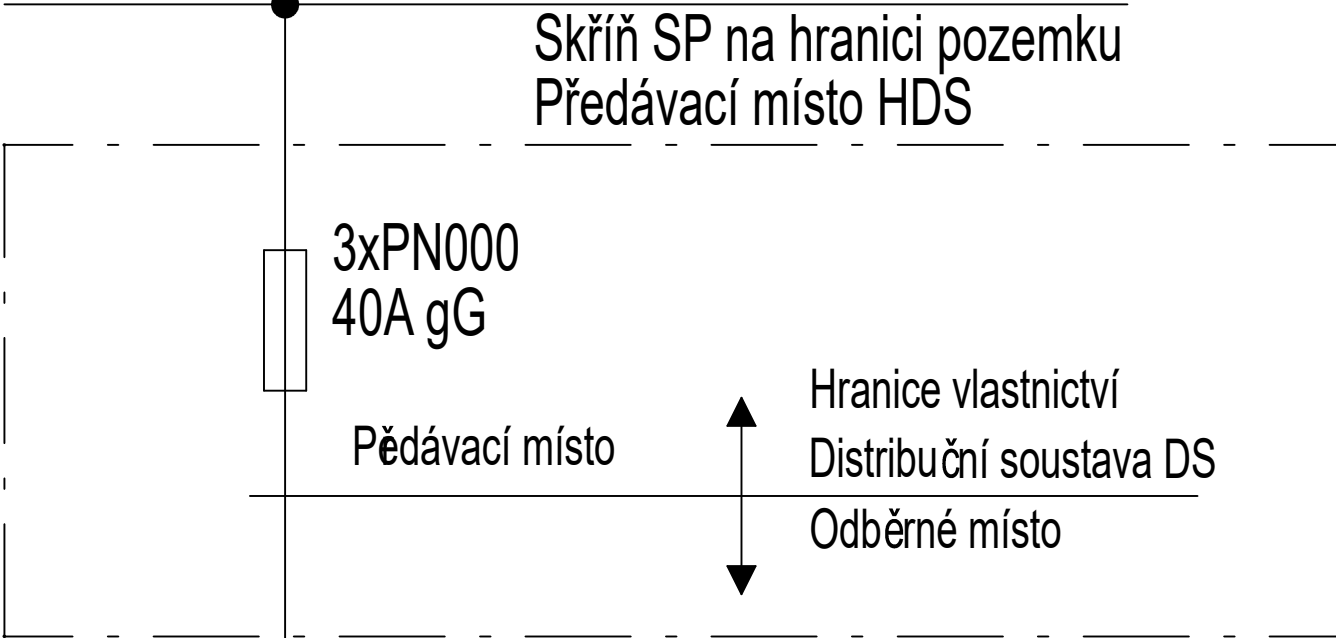 Skříň SP na hranici pozemku
Předávací místo HDS
3xPN000
40A gG
Hranice vlastnictví
Předávací místo
Distribuční soustava DS
Odběrné místo